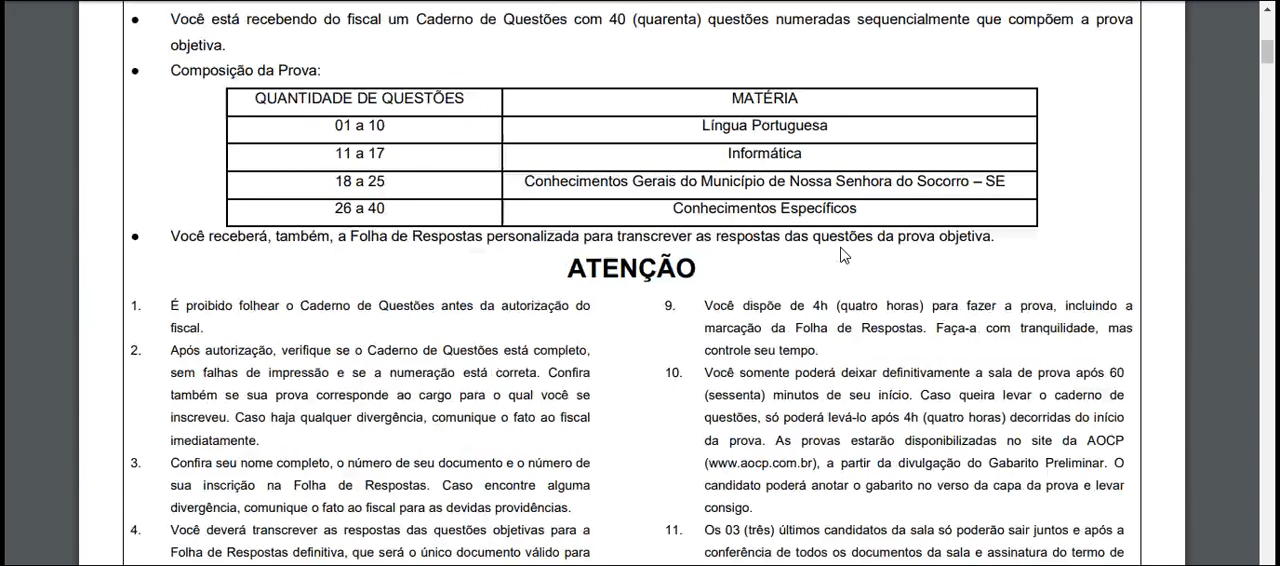 ● Você está recebendo do fiscal um Caderno de Questões com 40 (quarenta) questões numeradas sequencialmente que compõem a prova
objetiva.
● Composição da Prova:
QUANTIDADE DE QUESTÕES MATÉRIA
01 a 10 Língua Portuguesa
11 a 17 Informática
18 a 25 Conhecimentos Gerais do Município de Nossa Senhora do Socorro – SE
26 a 40 Conhecimentos Específicos
● Você receberá, também, a Folha de Respostas personalizada para transcrever as respostas das questões da prova objetiva.
ATENÇÃO
1. É proibido folhear o Caderno de Questões antes da autorização do
fiscal.
2. Após autorização, verifique se o Caderno de Questões está completo,
sem falhas de impressão e se a numeração está correta. Confira
também se sua prova corresponde ao cargo para o qual você se
inscreveu. Caso haja qualquer divergência, comunique o fato ao fiscal
imediatamente.
3. Confira seu nome completo, o número de seu documento e o número de
sua inscrição na Folha de Respostas. Caso encontre alguma
divergência, comunique o fato ao fiscal para as devidas providências.
4. Você deverá transcrever as respostas das questões objetivas para a
Folha de Respostas definitiva, que será o único documento válido para
9. Você dispõe de 4h (quatro horas) para fazer a prova, incluindo a
marcação da Folha de Respostas. Faça-a com tranquilidade, mas
controle seu tempo.
10. Você somente poderá deixar definitivamente a sala de prova após 60
(sessenta) minutos de seu início. Caso queira levar o caderno de
questões, só poderá levá-lo após 4h (quatro horas) decorridas do início
da prova. As provas estarão disponibilizadas no site da AOCP
(www.aocp.com.br), a partir da divulgação do Gabarito Preliminar. O
candidato poderá anotar o gabarito no verso da capa da prova e levar
consigo.
11. Os 03 (três) últimos candidatos da sala só poderão sair juntos e após a
conferência de todos os documentos da sala e assinatura do termo de